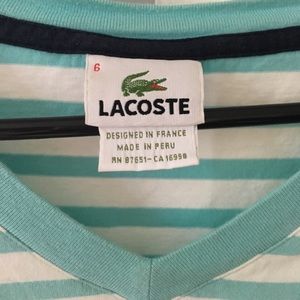 6
LACOSTE
DESIGNED IN FRANCE
MADE IN PERU
RN 87651-CA 16998